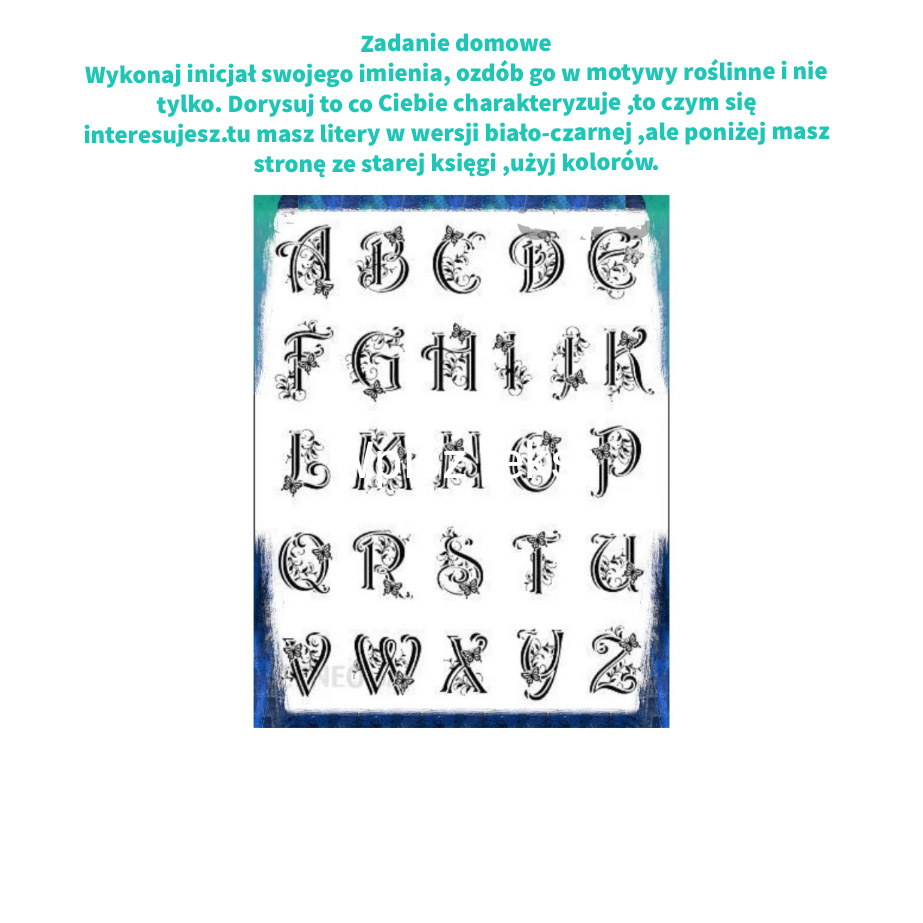 Zadanie domowe
Wykonaj inicjał swojego imienia, ozdób go w motywy roślinne i nie
tylko. Dorysuj to co Ciebie charakteryzuje ,to czym się
interesujesz.tu masz litery w wersji biało-czarnej ,ale poniżej masz
stronę ze starej księgi ,użyj kolorów.
A B C D E
F G H I J K
L M N O P
Q R S T U
V W X Y Z